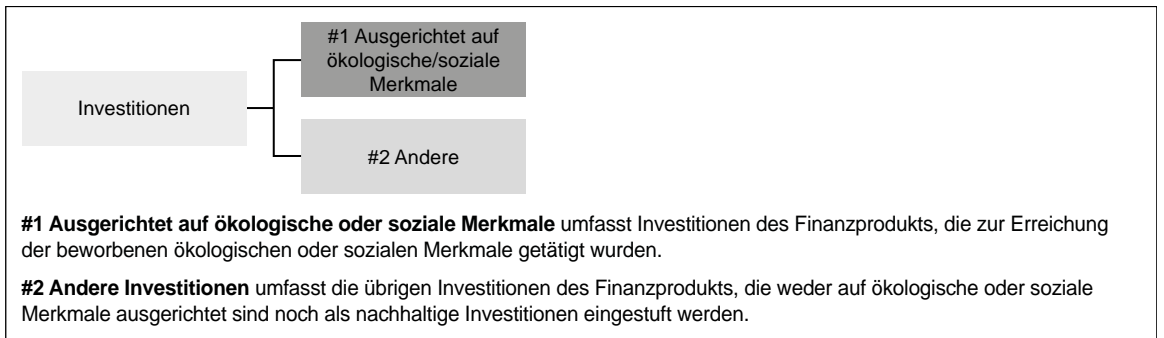 #1 Ausgerichtet auf
ökologische/soziale
Merkmale
Investitionen
#2 Andere
#1 Ausgerichtet auf ökologische oder soziale Merkmale umfasst Investitionen des Finanzprodukts, die zur Erreichung
der beworbenen ökologischen oder sozialen Merkmale getätigt wurden.
#2 Andere Investitionen umfasst die übrigen Investitionen des Finanzprodukts, die weder auf ökologische oder soziale
Merkmale ausgerichtet sind noch als nachhaltige Investitionen eingestuft werden.